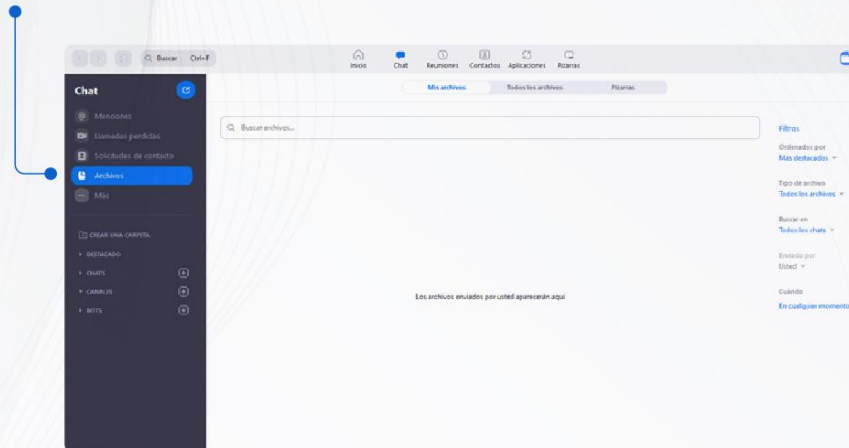 Buscar Ctrl+F
Inicio Chat Reuniones Contactos Aplicaciones Pizarras
Chat
Mis archivos Todos los archivos Pizarras
Menciones
Llamadas perdidas
Solicitudes de contacto
Archivos
Más
CREAR UNA CARPETA
DESTACADO
CHATS
CANALES
BOTS
Buscar archivos...
Los archivos enviados por usted aparecerán aquí
Filtros
Ordenados por
Más destacados
Tipo de archivo
Todos los archivos
Buscar en
Todos los chats
Enviado por
Usted
Cuándo
En cualquier momento